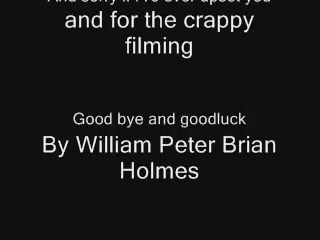 and for the crappy
filming
Good bye and goodluck
By William Peter Brian
Holmes